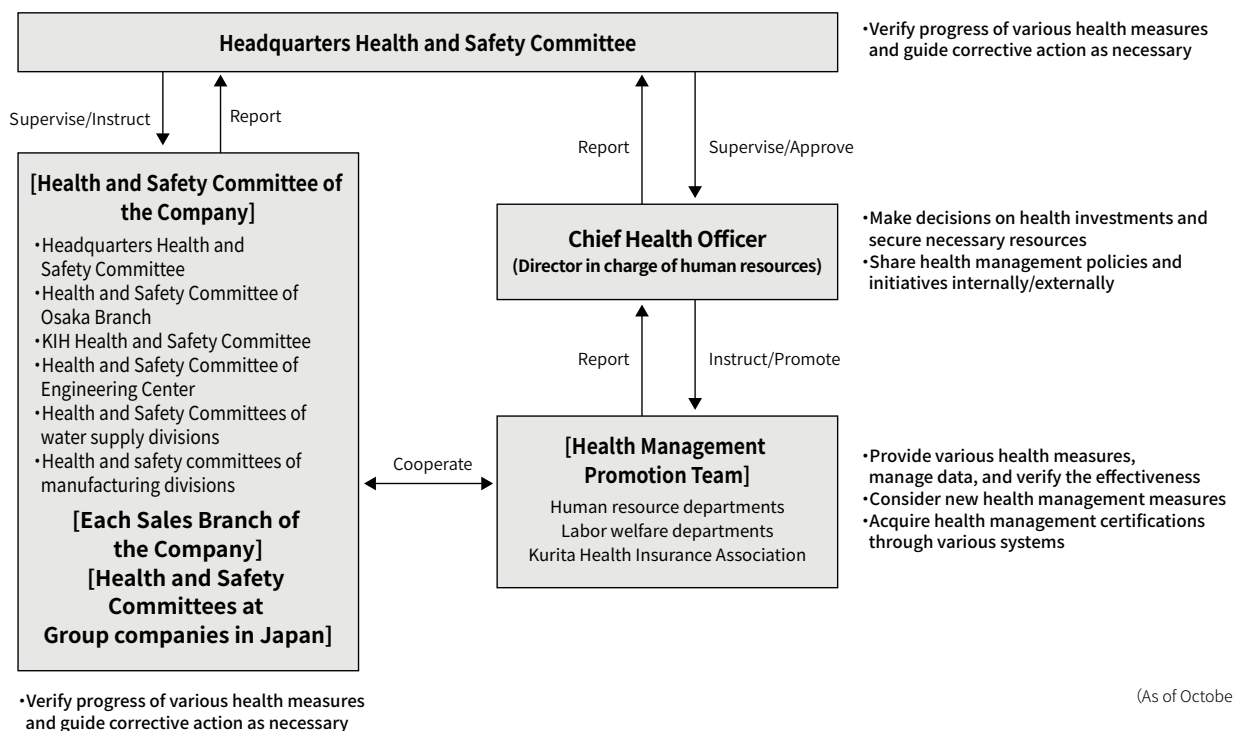 Headquarters Health and Safety Committee
・Verify progress of various health measures
and guide corrective action as necessary
Supervise/Instruct
Report
Report
Supervise/Approve
[Health and Safety Committee of
the Company]
・Headquarters Health and
Safety Committee
・Health and Safety Committee of
Osaka Branch
・KIH Health and Safety Committee
・Health and Safety Committee of
Engineering Center
・Health and Safety Committees of
water supply divisions
・Health and safety committees of
manufacturing divisions
[Each Sales Branch of
the Company]
[Health and Safety
Committees at
Group companies in Japan]
・Verify progress of various health measures
and guide corrective action as necessary
Chief Health Officer
(Director in charge of human resources)
・Make decisions on health investments and
secure necessary resources
・Share health management policies and
initiatives internally/externally
Report
Instruct/Promote
Cooperate
[Health Management
Promotion Team]
Human resource departments
Labor welfare departments
Kurita Health Insurance Association
・Provide various health measures,
manage data, and verify the effectiveness
・Consider new health management measures
・Acquire health management certifications
through various systems
(As of Octobe